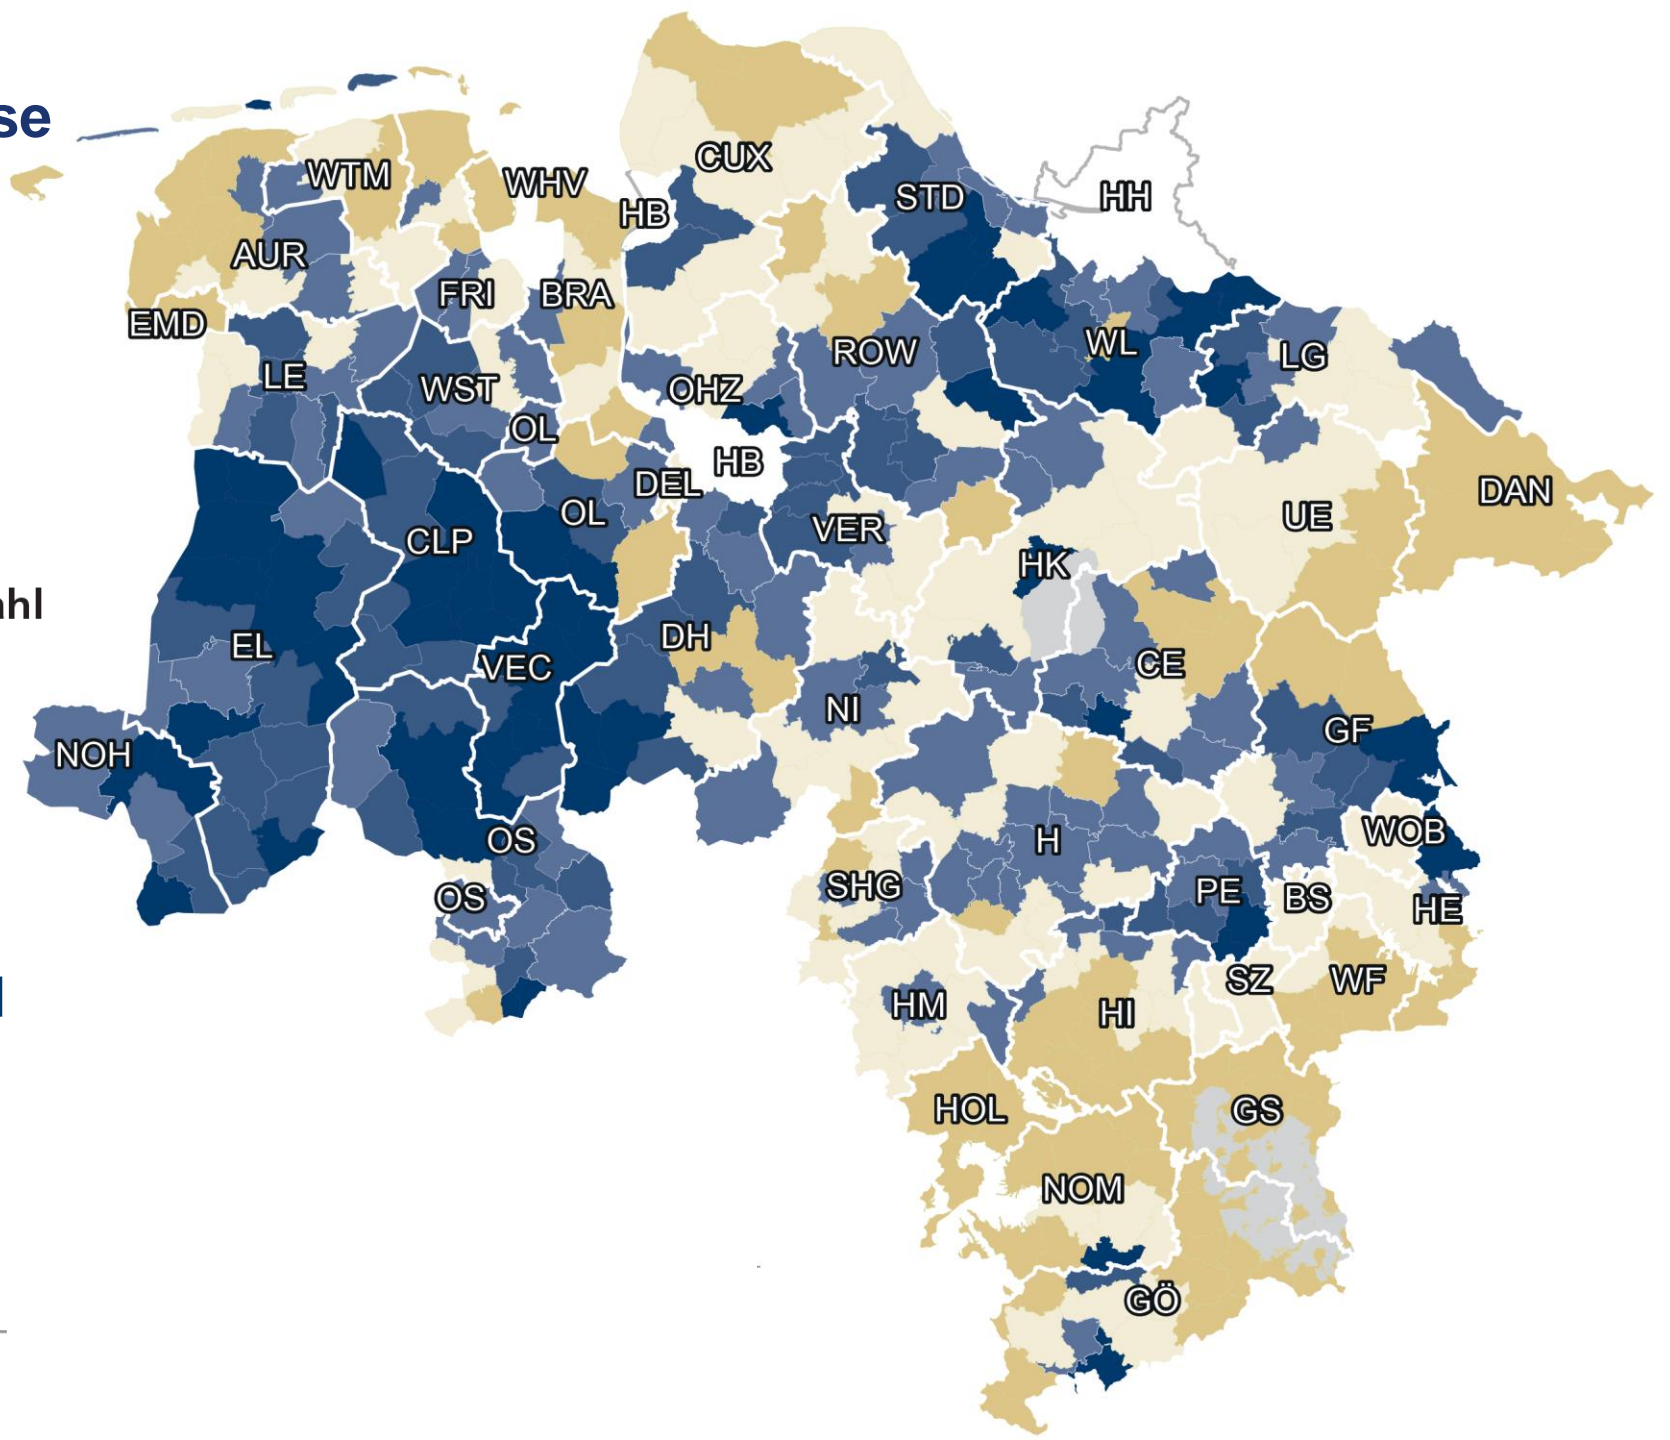 se
WTM
WHV
CUX
HB
STD
HH
AUR
FRI
BRA
EMD
ROW
WL
LG
LE
WST
OHZ
OL
HB
DEL
OL
VER
UE
DAN
CLP
HK
ahl
EL
VEC
DH
CE
NI
GF
NOH
OS
H
WOB
OS
SHG
PE
BS
HE
HM
HI
SZ
WF
HOL
GS
NOM
GÖ